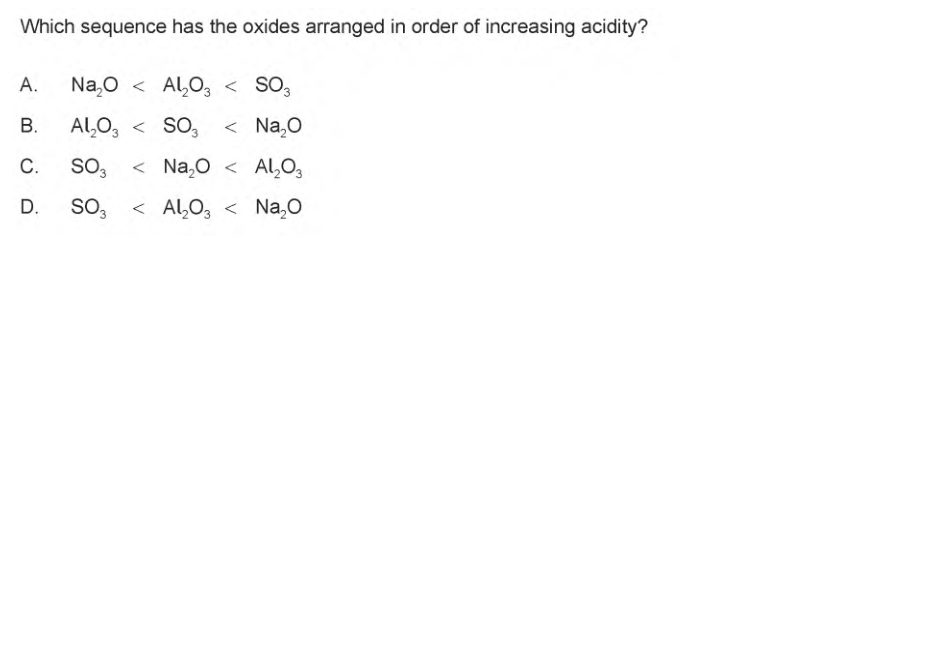 Which sequence has the oxides arranged in order of increasing acidity?
A. Na₂O < Al₂O₃ < SO₃
B. Al₂O₃ < SO₃ < Na₂O
C. SO₃ < Na₂O < Al₂O₃
D. SO₃ < Al₂O₃ < Na₂O